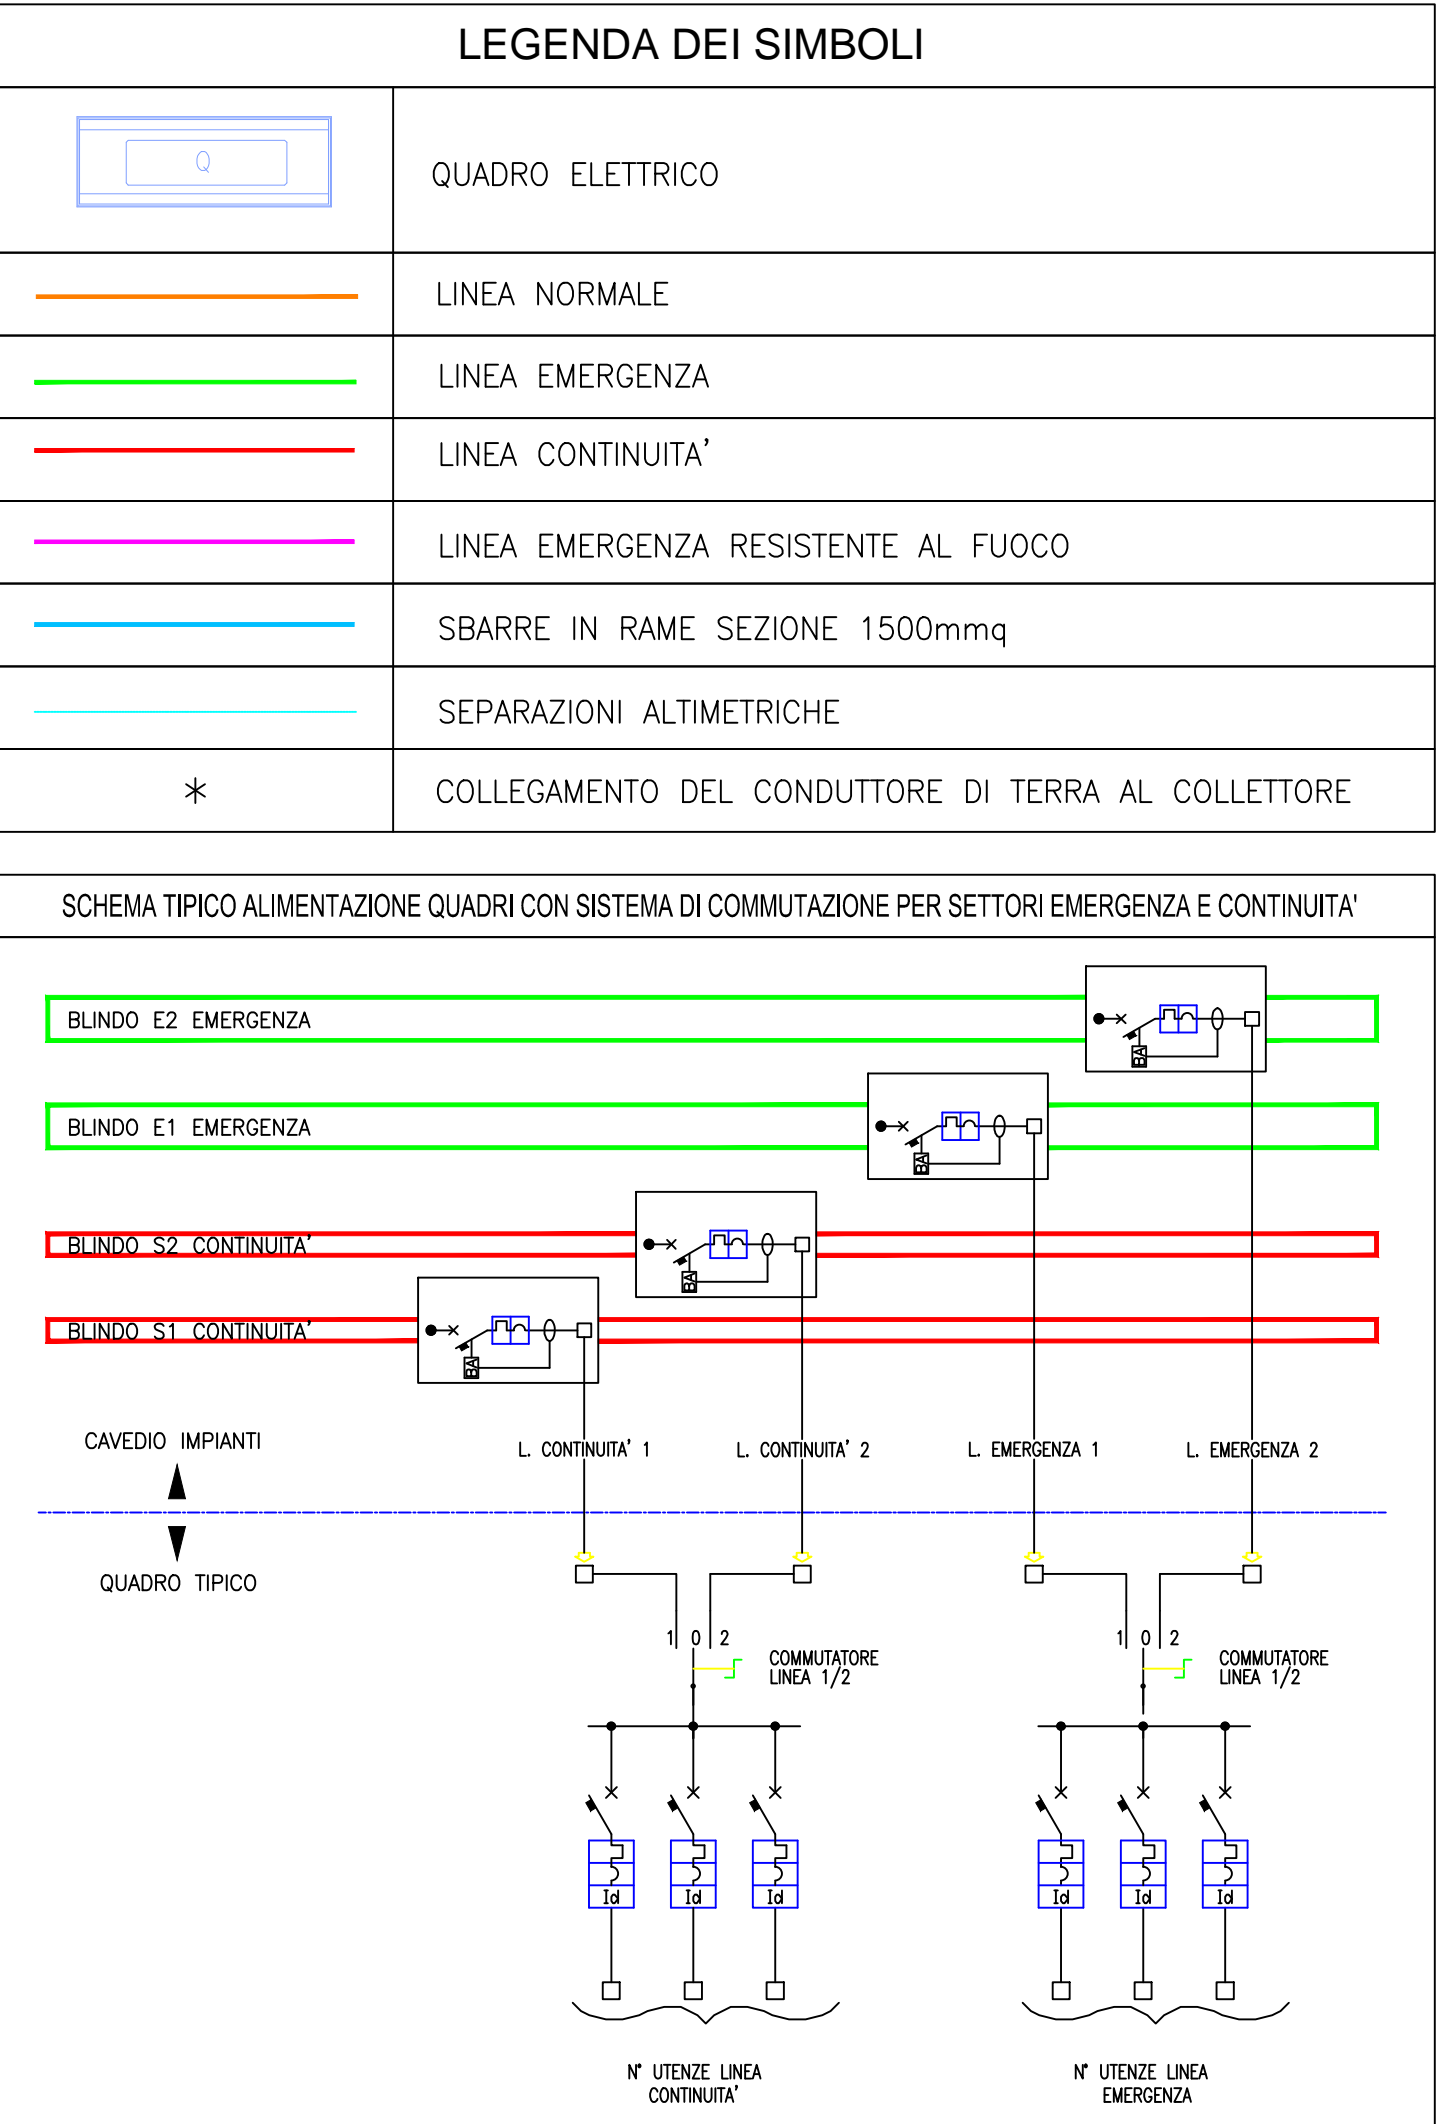 LEGENDA DEI SIMBOLI
Q
QUADRO ELETTRICO
LINEA NORMALE
LINEA EMERGENZA
LINEA CONTINUITA'
LINEA EMERGENZA RESISTENTE AL FUOCO
SBARRE IN RAME SEZIONE 1500mmq
SEPARAZIONI ALTIMETRICHE
* COLLEGAMENTO DEL CONDUTTORE DI TERRA AL COLLETTORE
SCHEMA TIPICO ALIMENTAZIONE QUADRI CON SISTEMA DI COMMUTAZIONE PER SETTORI EMERGENZA E CONTINUITA'
BLINDO E2 EMERGENZA
BA
BLINDO E1 EMERGENZA
BA
BLINDO S2 CONTINUITA'
BA
BLINDO S1 CONTINUITA'
BA
CAVEDIO IMPIANTI
L. CONTINUITA' 1
L. CONTINUITA' 2
L. EMERGENZA 1
L. EMERGENZA 2
QUADRO TIPICO
1 0 2
COMMUTATORE
LINEA 1/2
1 0 2
COMMUTATORE
LINEA 1/2
Id
Id
Id
Id
Id
Id
N° UTENZE LINEA
CONTINUITA'
N° UTENZE LINEA
EMERGENZA